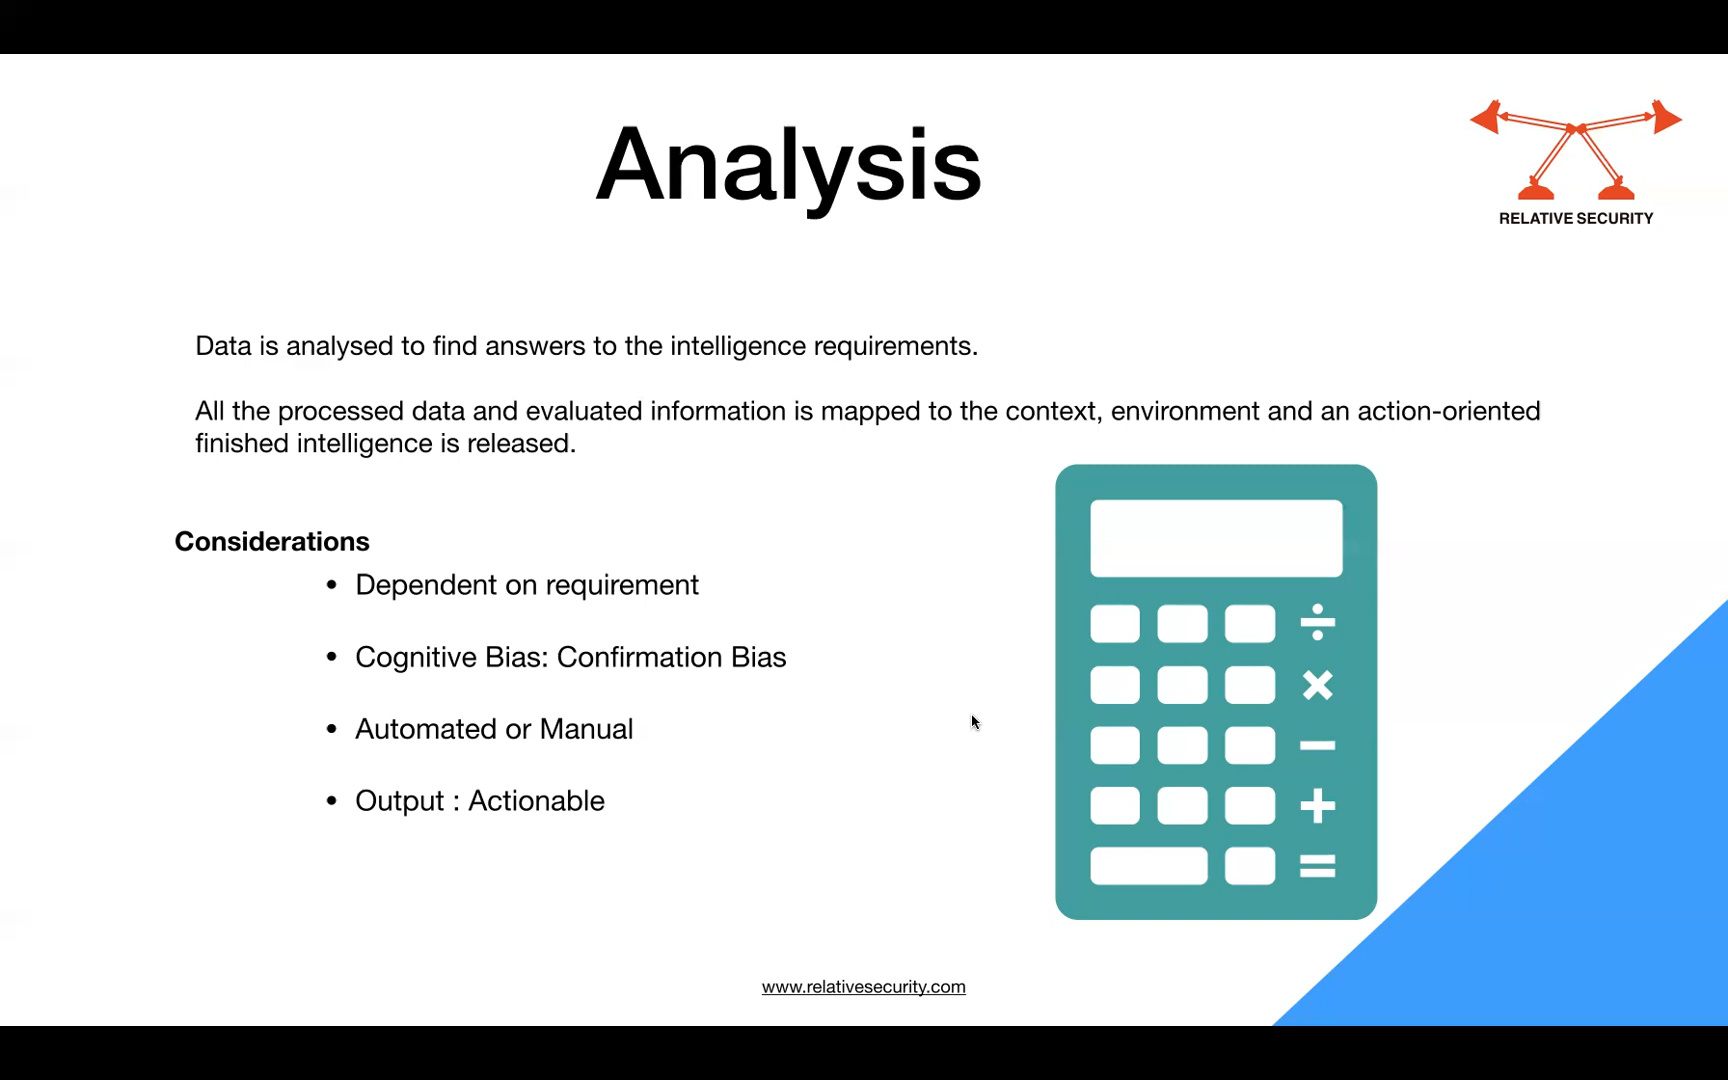 Analysis
RELATIVE SECURITY
Data is analysed to find answers to the intelligence requirements.
All the processed data and evaluated information is mapped to the context, environment and an action-oriented
finished intelligence is released.
Considerations
• Dependent on requirement
• Cognitive Bias: Confirmation Bias
• Automated or Manual
• Output : Actionable
÷
×
−
+
=
www.relativesecurity.com